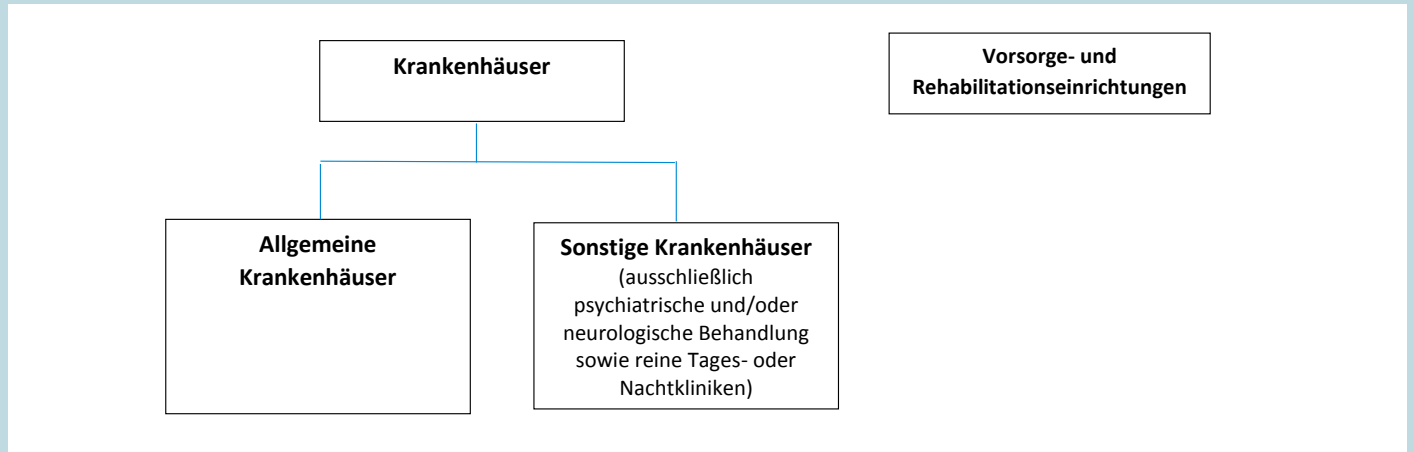 Krankenhäuser
Vorsorge- und
Rehabilitationseinrichtungen
Allgemeine
Krankenhäuser
Sonstige Krankenhäuser
(ausschließlich
psychiatrische und/oder
neurologische Behandlung
sowie reine Tages- oder
Nachtkliniken)